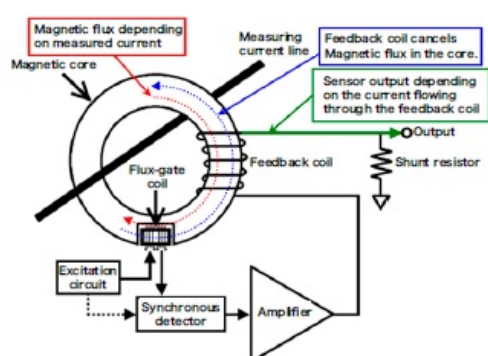 Magnetic flux depending
on measured current
Magnetic core
Measuring
current line
Feedback coil cancels
Magnetic flux in the core.
Sensor output depending
on the current flowing
through the feedback coil
Output
Feedback coil
Shunt resistor
Flux-gate
coil
Excitation
circuit
Synchronous
detector
Amplifier